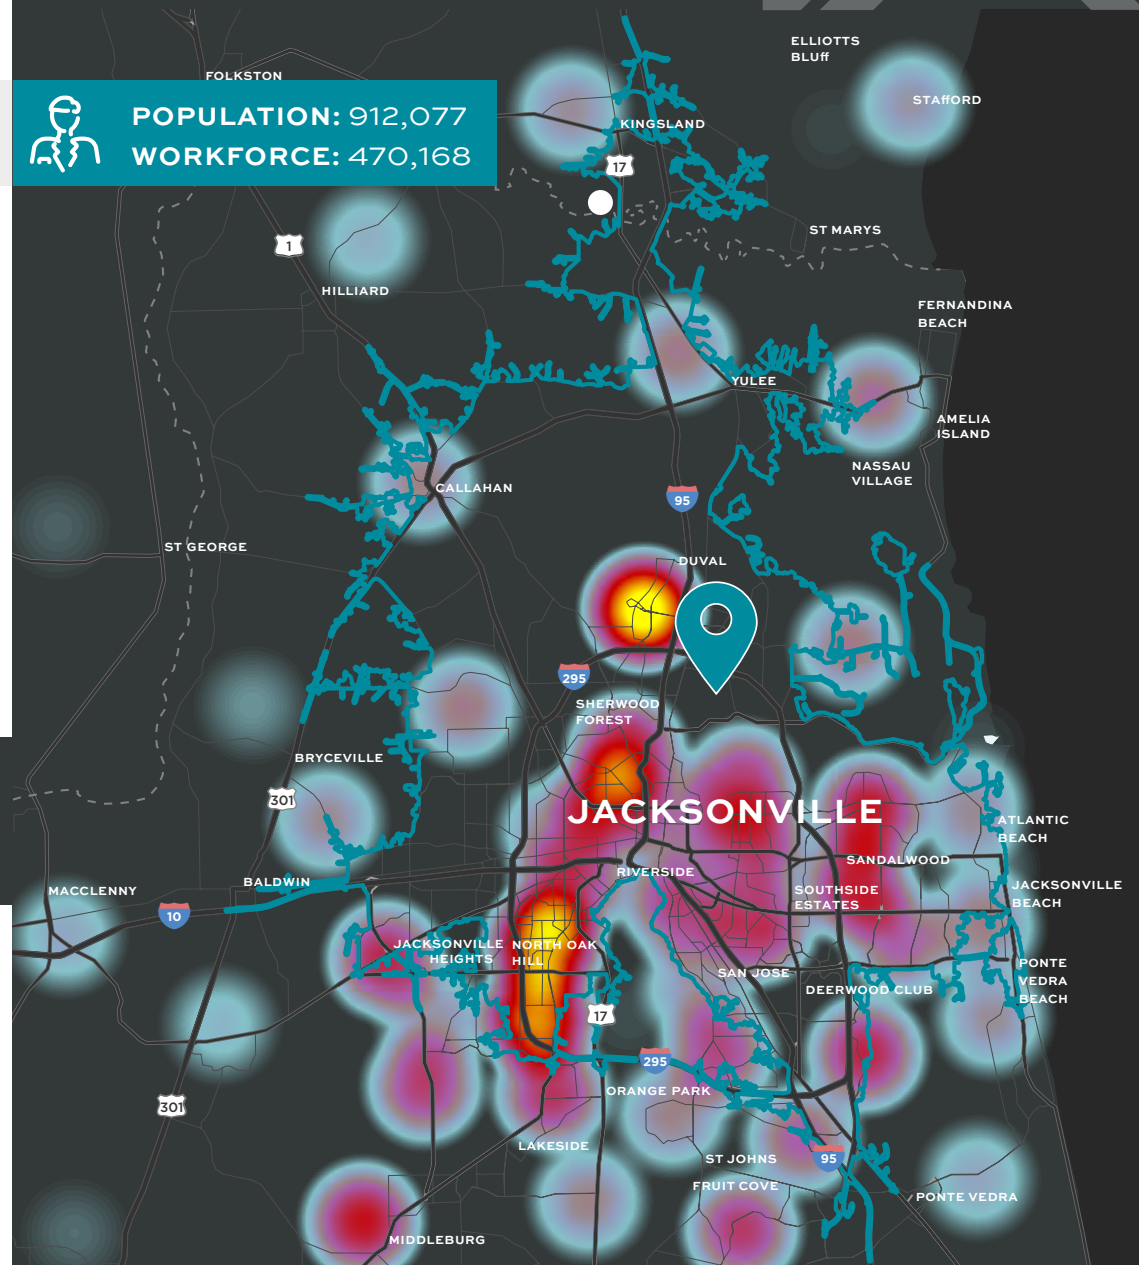 ELLIOTTS
BLUff
FOLKSTON
STAffORD
POPULATION: 912,077
WORKFORCE: 470,168
KINGSLAND
17
ST MARYS
1
HILLIARD
FERNANDINA
BEACH
YULEE
AMELIA
ISLAND
NASSAU
VILLAGE
CALLAHAN
95
ST GEORGE
DUVAL
295
SHERWOOD
FOREST
BRYCEVILLE
301
JACKSONVILLE
ATLANTIC
BEACH
SANDALWOOD
RIVERSIDE
BALDWIN
MACCLENNY
SOUTHSIDE
ESTATES
JACKSONVILLE
BEACH
10
JACKSONVILLE
HEIGHTS
NORTH OAK
HILL
SAN JOSE
DEERWOOD CLUB
PONTE
VEDRA
BEACH
17
295
ORANGE PARK
301
LAKESIDE
ST JOHNS
95
FRUIT COVE
PONTE VEDRA
MIDDLEBURG